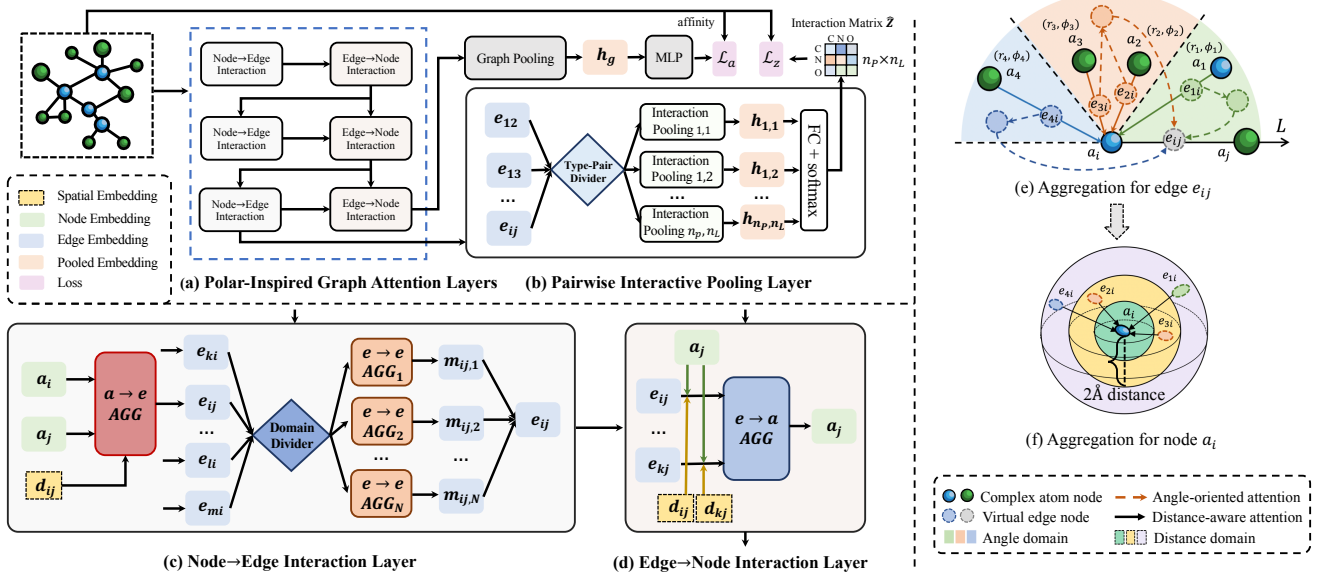 affinity
Interaction Matrix Ẑ
C N O
C
N
O
n_P×n_L
Node→Edge
Interaction
Edge→Node
Interaction
Node→Edge
Interaction
Edge→Node
Interaction
Node→Edge
Interaction
Edge→Node
Interaction
Graph Pooling
h_g
MLP
ℒ_a
ℒ_z
e_12
e_13
...
e_ij
Type-Pair
Divider
Interaction
Pooling 1,1
Interaction
Pooling 1,2
...
Interaction
Pooling n_p, n_L
h_1,1
h_1,2
...
h_{n_P,n_L}
FC + softmax
Spatial Embedding
Node Embedding
Edge Embedding
Pooled Embedding
Loss
(a) Polar-Inspired Graph Attention Layers
(b) Pairwise Interactive Pooling Layer
a_i
a_j
d_ij
a → e
AGG
e_ki
e_ij
...
e_li
e_mi
Domain
Divider
e → e
AGG_1
e → e
AGG_2
...
e → e
AGG_N
m_ij,1
m_ij,2
...
m_ij,N
e_ij
(c) Node→Edge Interaction Layer
a_j
e_ij
...
e_kj
d_ij
d_kj
e → a
AGG
a_j
(d) Edge→Node Interaction Layer
(r_3, ϕ_3)
a_3
(r_2, ϕ_2)
a_2
(r_1, ϕ_1)
a_1
(r_4, ϕ_4)
a_4
e_1i
e_2i
e_3i
e_4i
e_ij
a_i
a_j
L
(e) Aggregation for edge e_ij
e_4i
e_2i
e_1i
a_i
e_3i
2Å distance
(f) Aggregation for node a_i
Complex atom node
Angle-oriented attention
Virtual edge node
Distance-aware attention
Angle domain
Distance domain